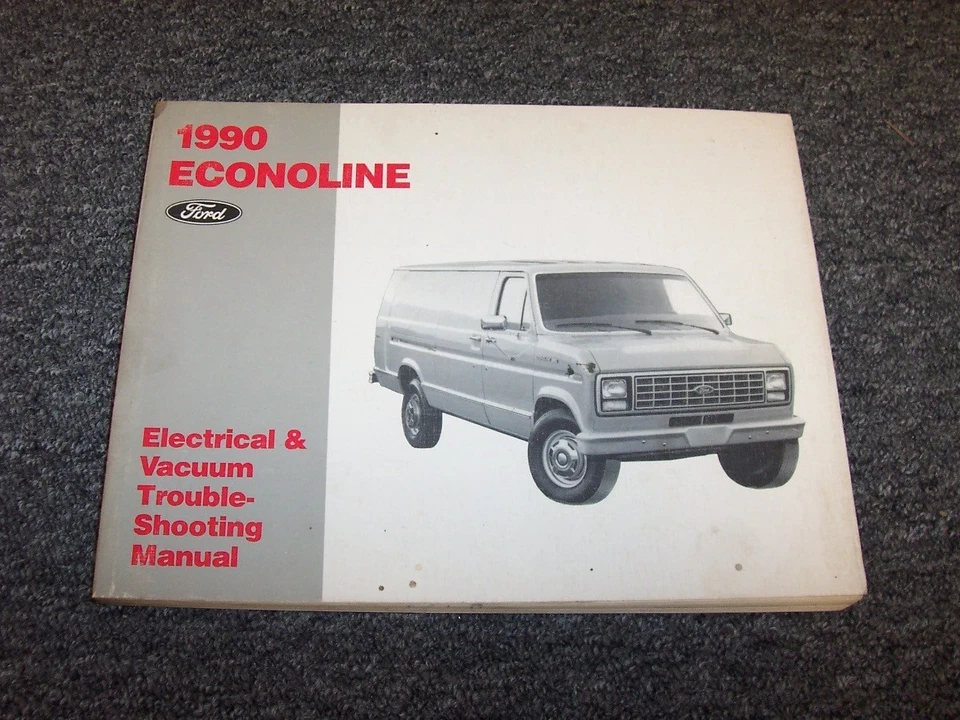 1990
ECONOLINE
Ford
Electrical &
Vacuum
Trouble-
Shooting
Manual